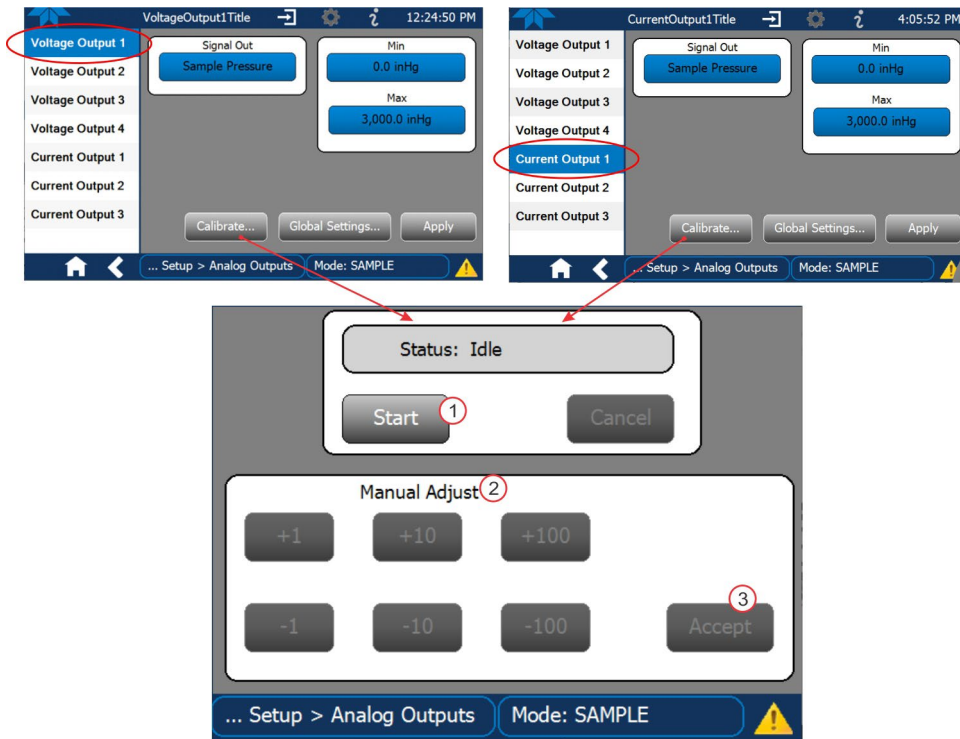 VoltageOutput1Title
12:24:50 PM
Voltage Output 1
Voltage Output 2
Voltage Output 3
Voltage Output 4
Current Output 1
Current Output 2
Current Output 3
Signal Out
Sample Pressure
Min
0.0 inHg
Max
3,000.0 inHg
Calibrate...
Global Settings...
Apply
... Setup > Analog Outputs
Mode: SAMPLE
CurrentOutput1Title
4:05:52 PM
Voltage Output 1
Voltage Output 2
Voltage Output 3
Voltage Output 4
Current Output 1
Current Output 2
Current Output 3
Signal Out
Sample Pressure
Min
0.0 inHg
Max
3,000.0 inHg
Calibrate...
Global Settings...
Apply
... Setup > Analog Outputs
Mode: SAMPLE
Status: Idle
Start
1
Cancel
Manual Adjust
2
+1
+10
+100
3
-1
-10
-100
Accept
... Setup > Analog Outputs
Mode: SAMPLE